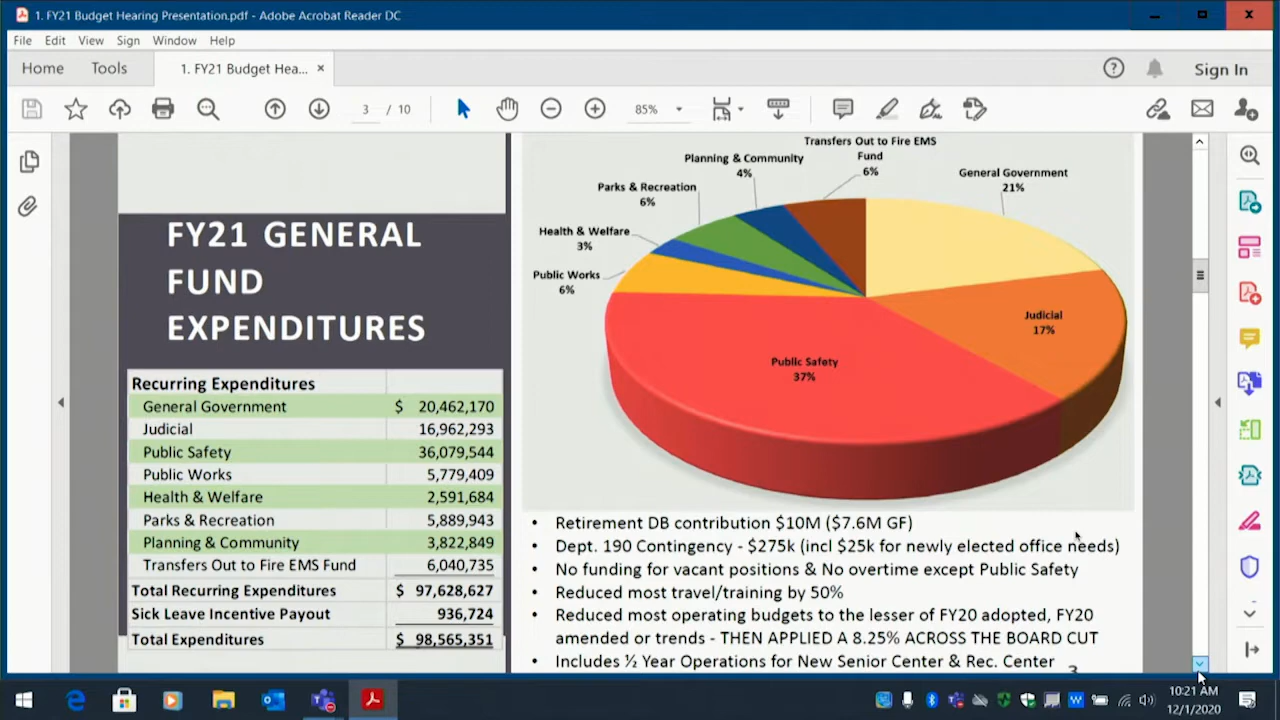 1. FY21 Budget Hearing Presentation.pdf - Adobe Acrobat Reader DC
File Edit View Sign Window Help
Home Tools 1. FY21 Budget Hea... × Sign In
3 / 10 85%
FY21 GENERAL
FUND
EXPENDITURES
Recurring Expenditures
General Government $ 20,462,170
Judicial 16,962,293
Public Safety 36,079,544
Public Works 5,779,409
Health & Welfare 2,591,684
Parks & Recreation 5,889,943
Planning & Community 3,822,849
Transfers Out to Fire EMS Fund 6,040,735
Total Recurring Expenditures $ 97,628,627
Sick Leave Incentive Payout 936,724
Total Expenditures $ 98,565,351
Transfers Out to Fire EMS
Fund
6%
Planning & Community
4%
General Government
21%
Parks & Recreation
6%
Health & Welfare
3%
Public Works
6%
Judicial
17%
Public Safety
37%
• Retirement DB contribution $10M ($7.6M GF)
• Dept. 190 Contingency - $275k (incl $25k for newly elected office needs)
• No funding for vacant positions & No overtime except Public Safety
• Reduced most travel/training by 50%
• Reduced most operating budgets to the lesser of FY20 adopted, FY20
amended or trends - THEN APPLIED A 8.25% ACROSS THE BOARD CUT
• Includes ½ Year Operations for New Senior Center & Rec. Center
3
10:21 AM
12/1/2020